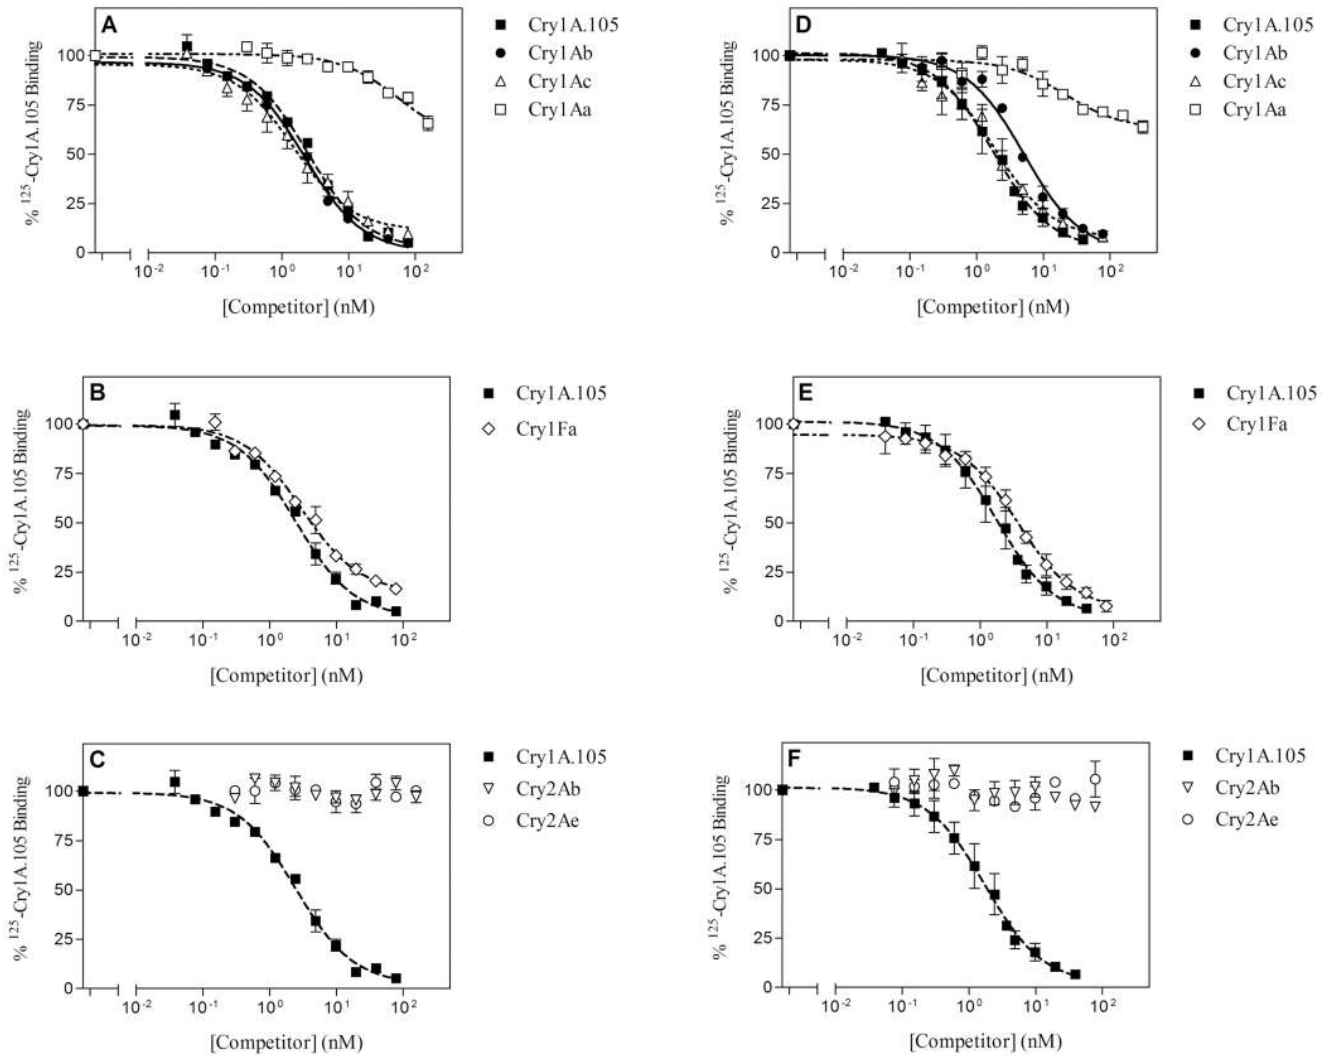 A
Cry1A.105
Cry1Ab
Cry1Ac
Cry1Aa
% 125-Cry1A.105 Binding
100
75
50
25
0
10-2 10-1 100 101 102
[Competitor] (nM)
D
Cry1A.105
Cry1Ab
Cry1Ac
Cry1Aa
% 125-Cry1A.105 Binding
100
75
50
25
0
10-2 10-1 100 101 102
[Competitor] (nM)
B
Cry1A.105
Cry1Fa
% 125-Cry1A.105 Binding
100
75
50
25
0
10-2 10-1 100 101 102
[Competitor] (nM)
E
Cry1A.105
Cry1Fa
% 125-Cry1A.105 Binding
100
75
50
25
0
10-2 10-1 100 101 102
[Competitor] (nM)
C
Cry1A.105
Cry2Ab
Cry2Ae
% 125-Cry1A.105 Binding
100
75
50
25
0
10-2 10-1 100 101 102
[Competitor] (nM)
F
Cry1A.105
Cry2Ab
Cry2Ae
% 125-Cry1A.105 Binding
100
75
50
25
0
10-2 10-1 100 101 102
[Competitor] (nM)